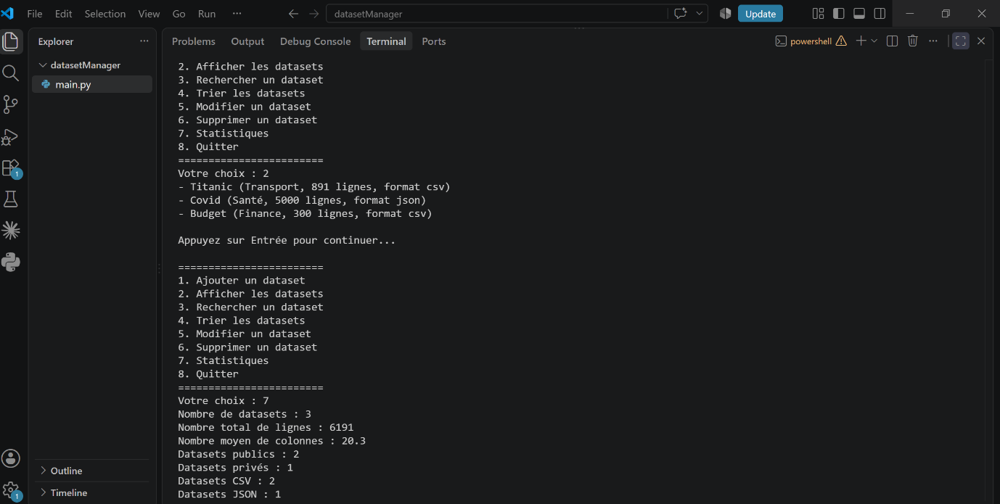 File Edit Selection View Go Run ··· datasetManager Update
Explorer ···
datasetManager
main.py
Outline
Timeline
1
1
Problems Output Debug Console Terminal Ports powershell
2. Afficher les datasets
3. Rechercher un dataset
4. Trier les datasets
5. Modifier un dataset
6. Supprimer un dataset
7. Statistiques
8. Quitter
========================
Votre choix : 2
- Titanic (Transport, 891 lignes, format csv)
- Covid (Santé, 5000 lignes, format json)
- Budget (Finance, 300 lignes, format csv)
Appuyez sur Entrée pour continuer...
========================
1. Ajouter un dataset
2. Afficher les datasets
3. Rechercher un dataset
4. Trier les datasets
5. Modifier un dataset
6. Supprimer un dataset
7. Statistiques
8. Quitter
========================
Votre choix : 7
Nombre de datasets : 3
Nombre total de lignes : 6191
Nombre moyen de colonnes : 20.3
Datasets publics : 2
Datasets privés : 1
Datasets CSV : 2
Datasets JSON : 1